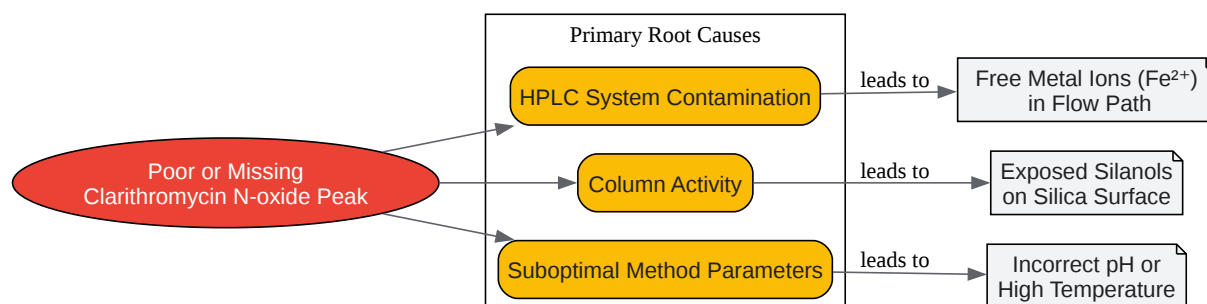 Primary Root Causes
HPLC System Contamination
leads to
Free Metal Ions (Fe²⁺)
in Flow Path
Poor or Missing
Clarithromycin N-oxide Peak
Column Activity
leads to
Exposed Silanols
on Silica Surface
Suboptimal Method Parameters
leads to
Incorrect pH or
High Temperature